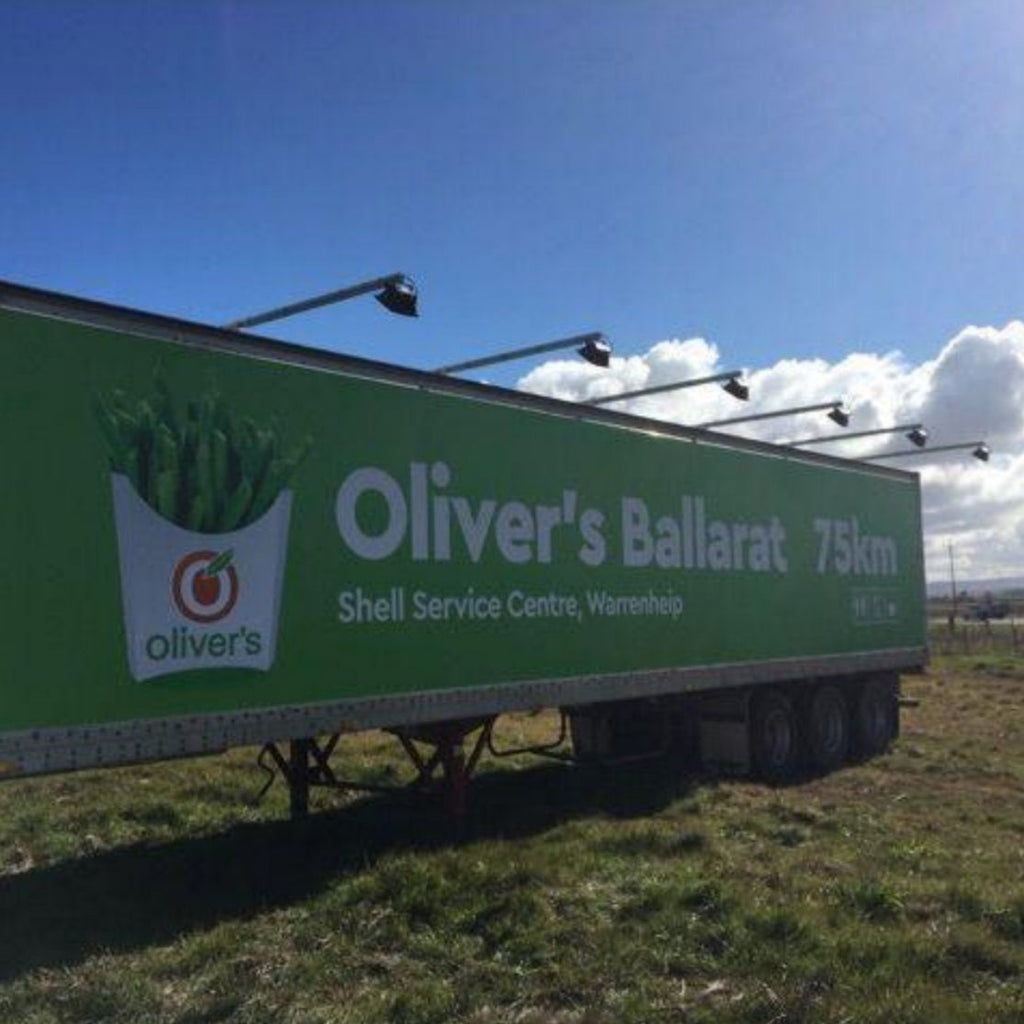 Oliver's Ballarat 75km
Shell Service Centre, Warrenheip
oliver's